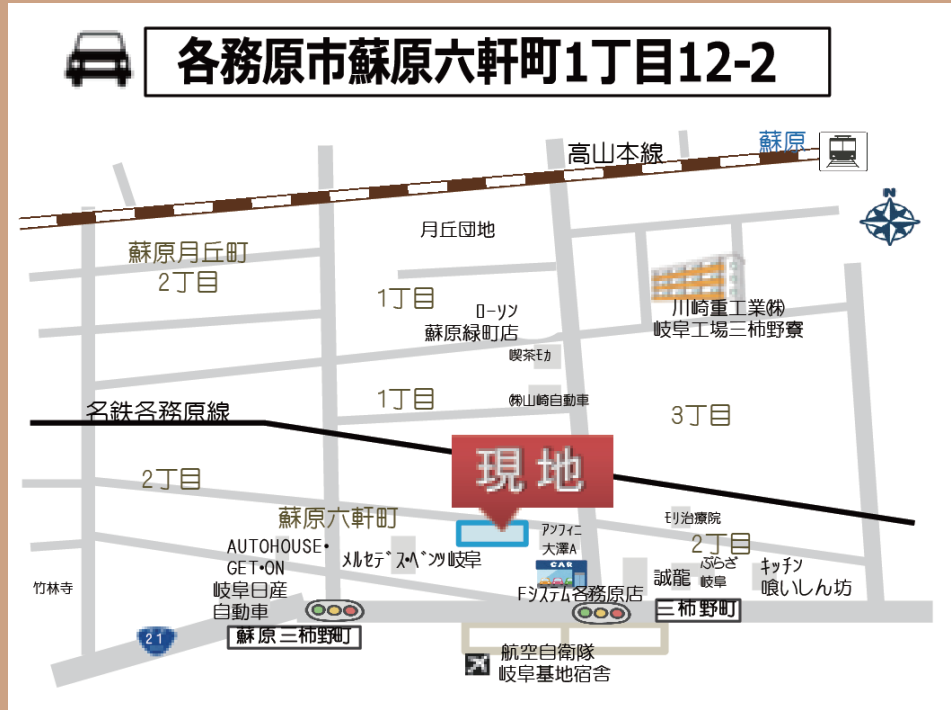 各務原市蘇原六軒町1丁目12-2
蘇原
高山本線
N
月丘団地
蘇原月丘町
2丁目
1丁目
ローソン
蘇原緑町店
川崎重工業㈱
岐阜工場三柿野寮
喫茶モカ
1丁目
㈱山崎自動車
3丁目
名鉄各務原線
現地
2丁目
蘇原六軒町
モリ治療院
アンフィニ
大澤A
2丁目
AUTOHOUSE・
GET・ON
メルセデス・ベンツ岐阜
CAR
誠龍
ぷらざ
岐阜
キッチン
喰いしん坊
竹林寺
岐阜日産
自動車
Fシステム各務原店
三柿野町
21
蘇原三柿野町
航空自衛隊
岐阜基地宿舎